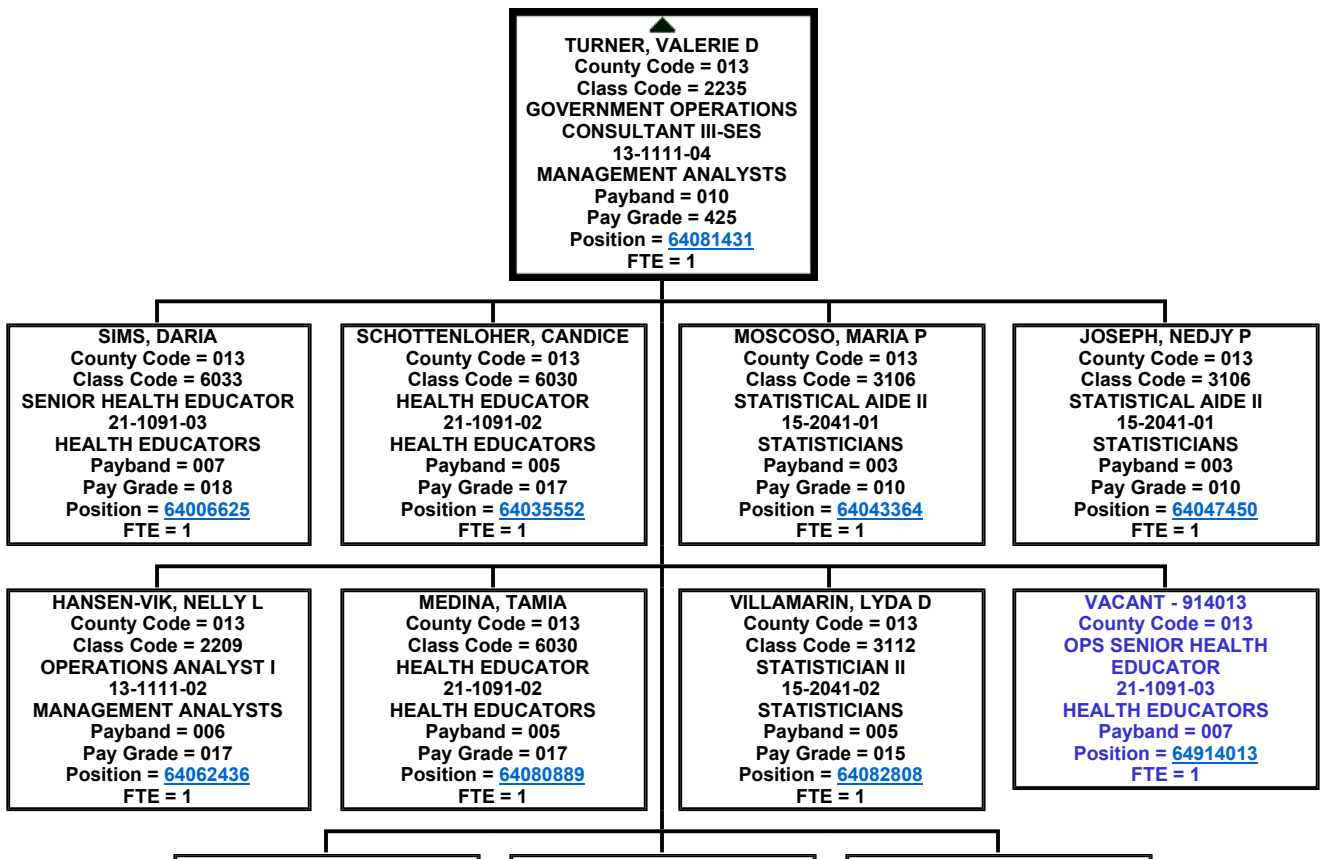 TURNER, VALERIE D
County Code = 013
Class Code = 2235
GOVERNMENT OPERATIONS
CONSULTANT III-SES
13-1111-04
MANAGEMENT ANALYSTS
Payband = 010
Pay Grade = 425
Position = 64081431
FTE = 1
SIMS, DARIA
County Code = 013
Class Code = 6033
SENIOR HEALTH EDUCATOR
21-1091-03
HEALTH EDUCATORS
Payband = 007
Pay Grade = 018
Position = 64006625
FTE = 1
SCHOTTENLOHER, CANDICE
County Code = 013
Class Code = 6030
HEALTH EDUCATOR
21-1091-02
HEALTH EDUCATORS
Payband = 005
Pay Grade = 017
Position = 64035552
FTE = 1
MOSCOSO, MARIA P
County Code = 013
Class Code = 3106
STATISTICAL AIDE II
15-2041-01
STATISTICIANS
Payband = 003
Pay Grade = 010
Position = 64043364
FTE = 1
JOSEPH, NEDJY P
County Code = 013
Class Code = 3106
STATISTICAL AIDE II
15-2041-01
STATISTICIANS
Payband = 003
Pay Grade = 010
Position = 64047450
FTE = 1
HANSEN-VIK, NELLY L
County Code = 013
Class Code = 2209
OPERATIONS ANALYST I
13-1111-02
MANAGEMENT ANALYSTS
Payband = 006
Pay Grade = 017
Position = 64062436
FTE = 1
MEDINA, TAMIA
County Code = 013
Class Code = 6030
HEALTH EDUCATOR
21-1091-02
HEALTH EDUCATORS
Payband = 005
Pay Grade = 017
Position = 64080889
FTE = 1
VILLAMARIN, LYDA D
County Code = 013
Class Code = 3112
STATISTICIAN II
15-2041-02
STATISTICIANS
Payband = 005
Pay Grade = 015
Position = 64082808
FTE = 1
VACANT - 914013
County Code = 013
OPS SENIOR HEALTH
EDUCATOR
21-1091-03
HEALTH EDUCATORS
Payband = 007
Position = 64914013
FTE = 1